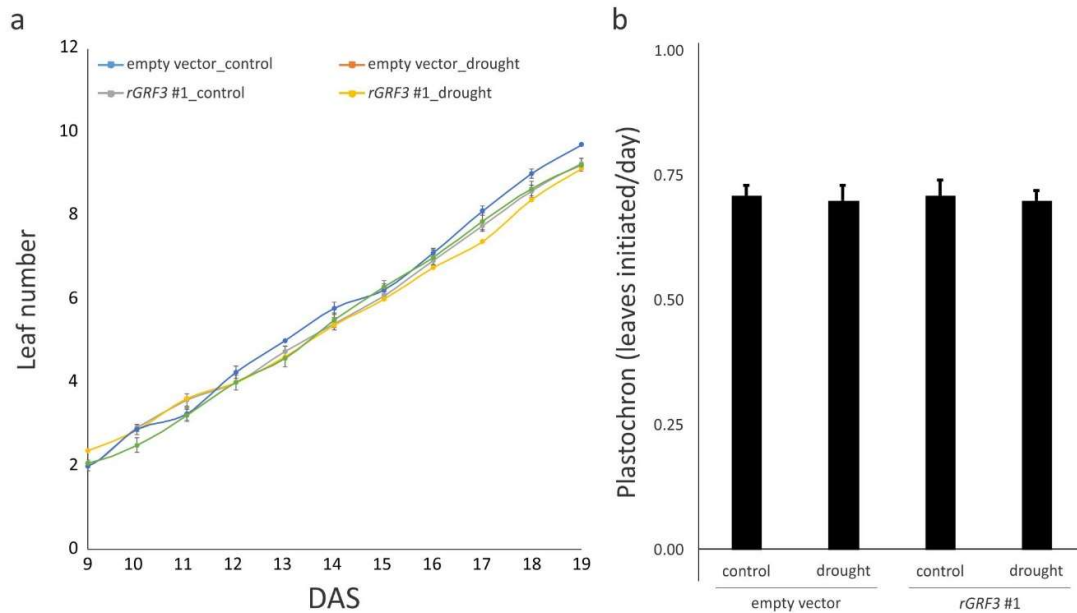 a
12
10
8
6
4
2
0
Leaf number
empty vector_control
empty vector_drought
rGRF3 #1_control
rGRF3 #1_drought
9 10 11 12 13 14 15 16 17 18 19
DAS
b
1.00
0.75
0.50
0.25
0.00
Plastochron (leaves initiated/day)
control drought control drought
empty vector rGRF3 #1